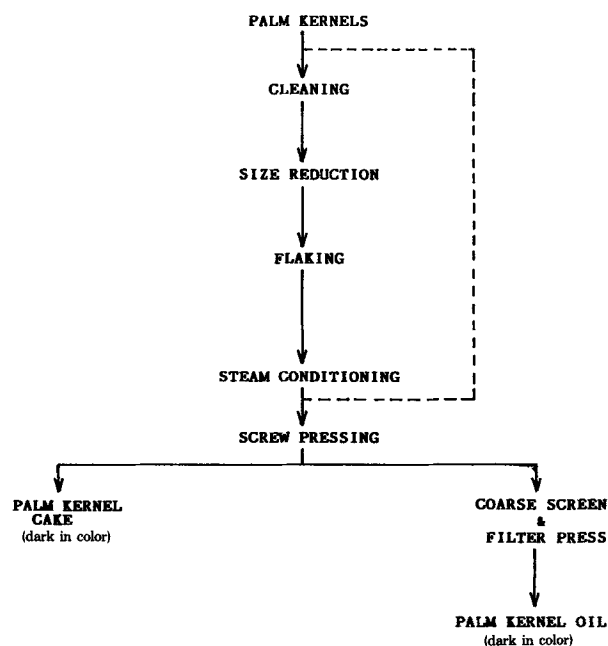 PALM KERNELS
CLEANING
SIZE REDUCTION
FLAKING
STEAM CONDITIONING
SCREW PRESSING
PALM KERNEL
CAKE
(dark in color)
COARSE SCREEN
&
FILTER PRESS
PALM KERNEL OIL
(dark in color)